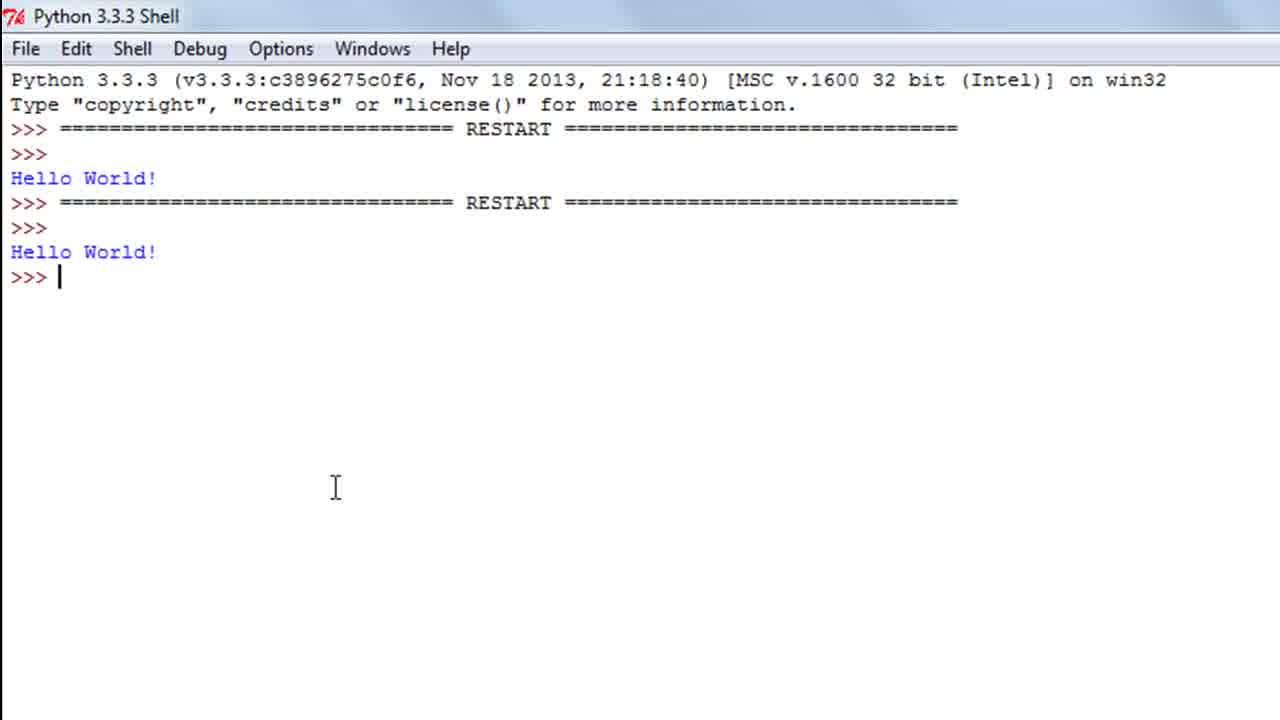 Python 3.3.3 Shell
File Edit Shell Debug Options Windows Help
Python 3.3.3 (v3.3.3:c3896275c0f6, Nov 18 2013, 21:18:40) [MSC v.1600 32 bit (Intel)] on win32
Type "copyright", "credits" or "license()" for more information.
>>> ================================ RESTART ================================
>>>
Hello World!
>>> ================================ RESTART ================================
>>>
Hello World!
>>>